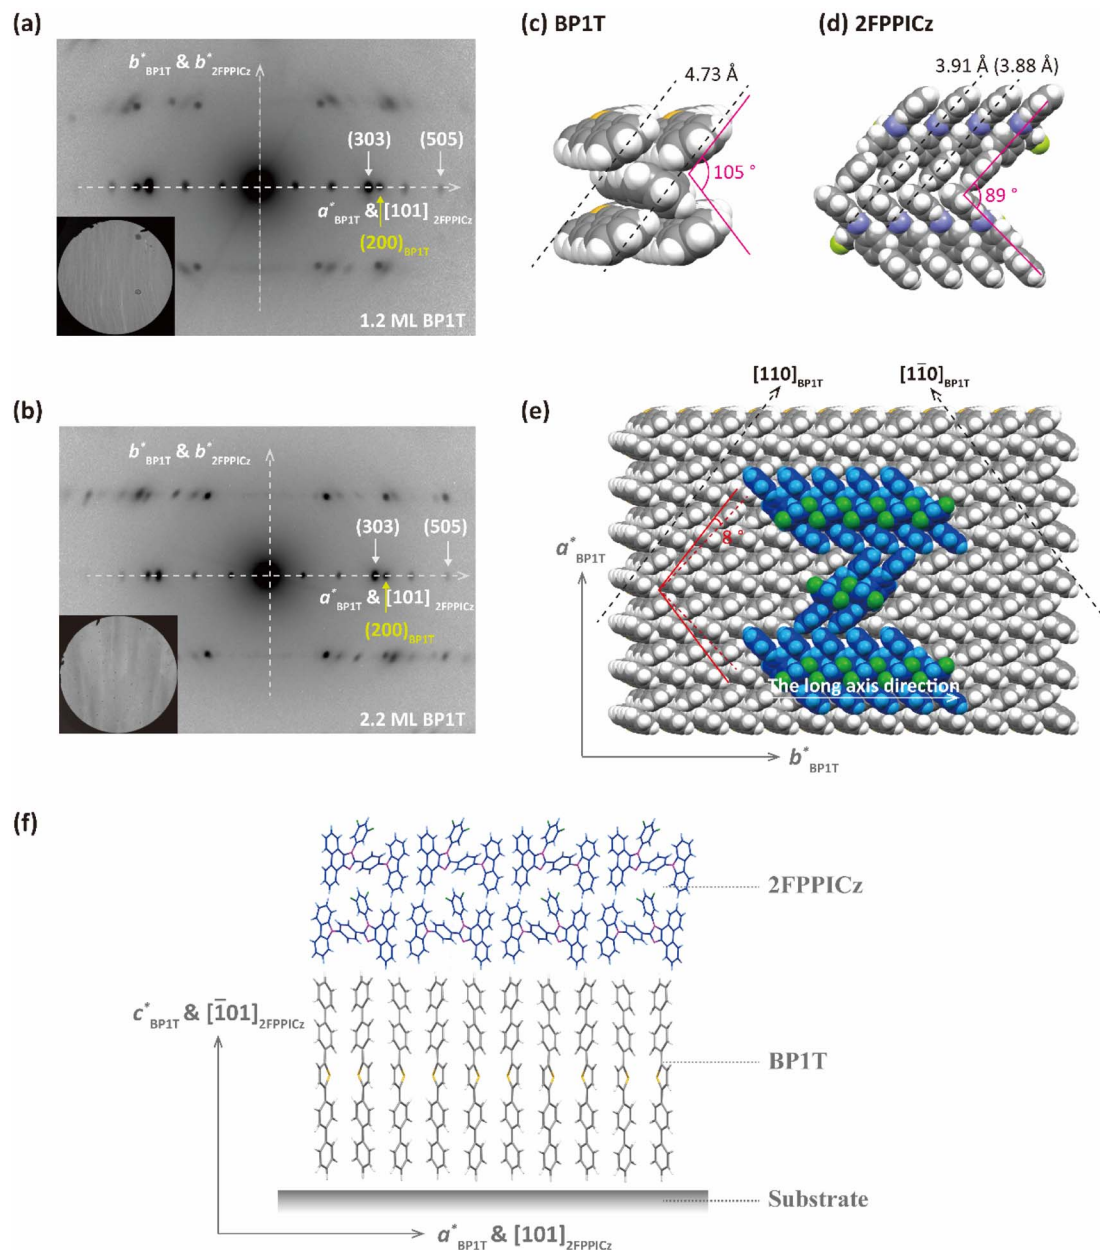 (a)
b*BP1T & b*2FPPICz
(303)
(505)
a*BP1T & [101] 2FPPICz
(200)BP1T
1.2 ML BP1T
(b)
b*BP1T & b*2FPPICz
(303)
(505)
a*BP1T & [101] 2FPPICz
(200)BP1T
2.2 ML BP1T
(c) BP1T
4.73 Å
105 °
(d) 2FPPICz
3.91 Å (3.88 Å)
89 °
(e)
[110]BP1T
[11̅0]BP1T
8 °
a*BP1T
The long axis direction
b*BP1T
(f)
2FPPICz
c*BP1T & [1̅01]2FPPICz
BP1T
Substrate
a*BP1T & [101]2FPPICz